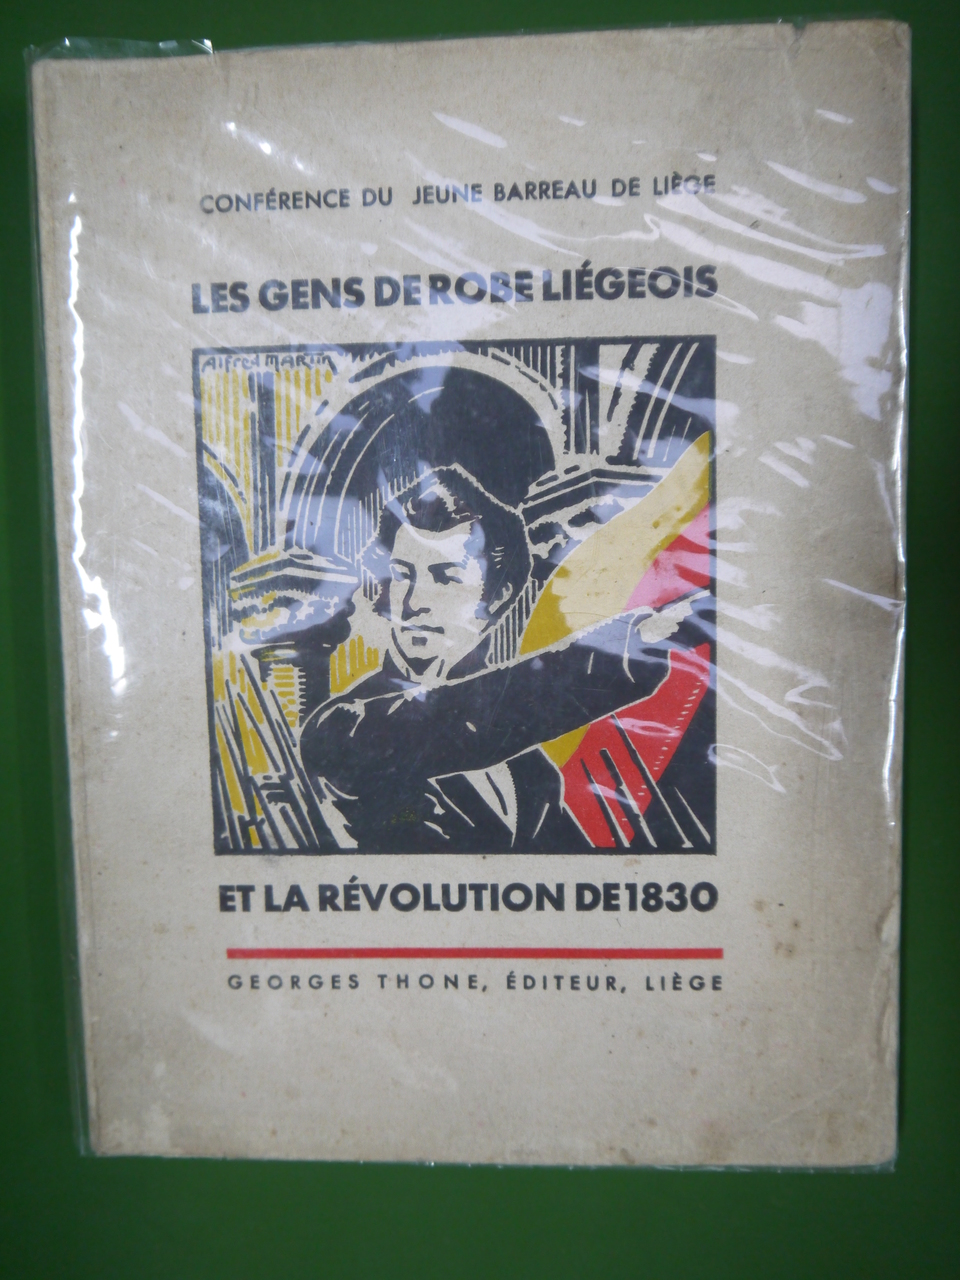 CONFÉRENCE DU JEUNE BARREAU DE LIÈGE
LES GENS DE ROBE LIÉGEOIS
Alfred MARTIN
ET LA RÉVOLUTION DE 1830
GEORGES THONE, ÉDITEUR, LIÈGE